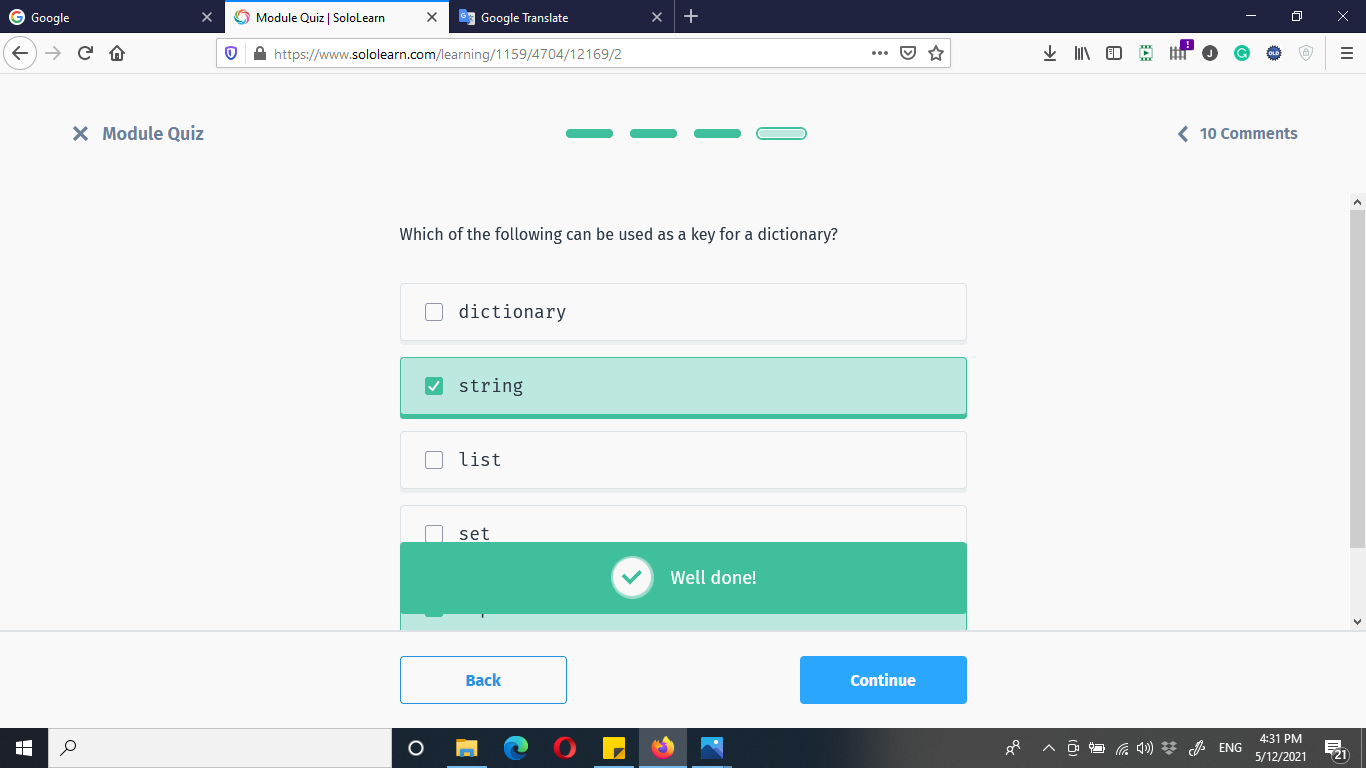 Google
Module Quiz | SoloLearn
Google Translate
https://www.sololearn.com/learning/1159/4704/12169/2
!
J
OLD
Module Quiz
10 Comments
Which of the following can be used as a key for a dictionary?
dictionary
string
list
set
Well done!
Back
Continue
ENG
4:31 PM
5/12/2021
21